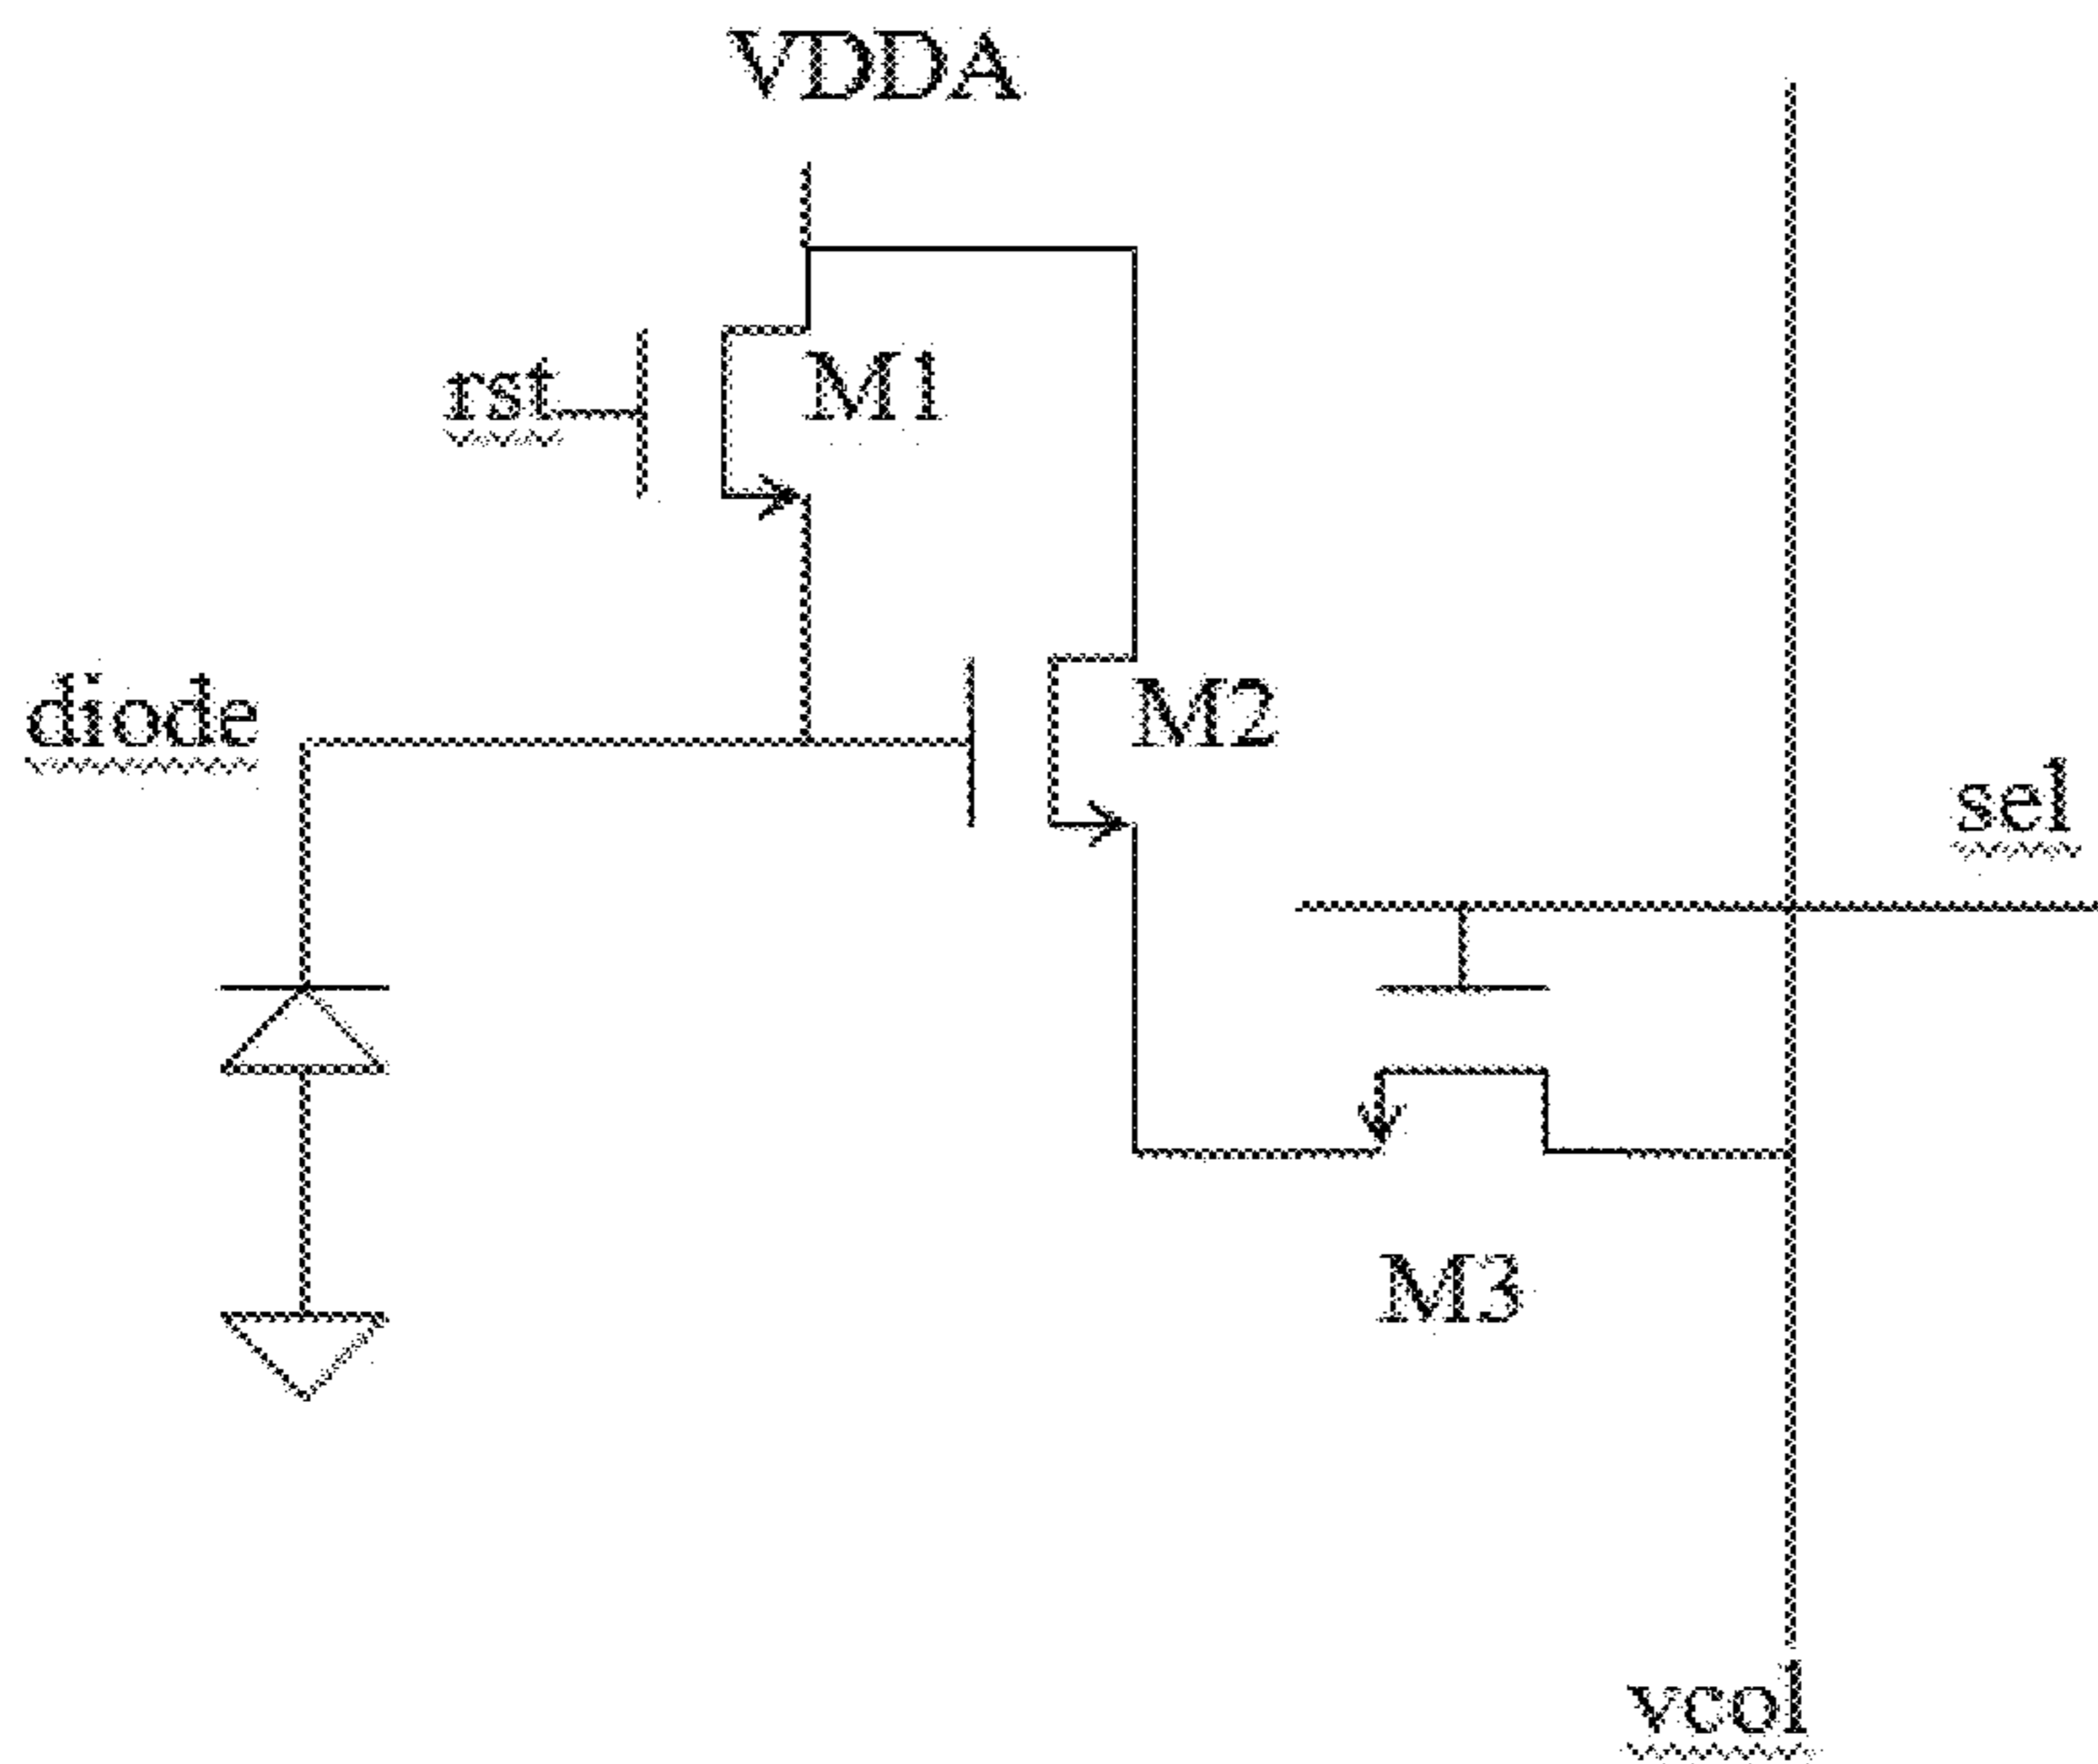 VDDA
rst
M1
diode
M2
sel
M3
vcol